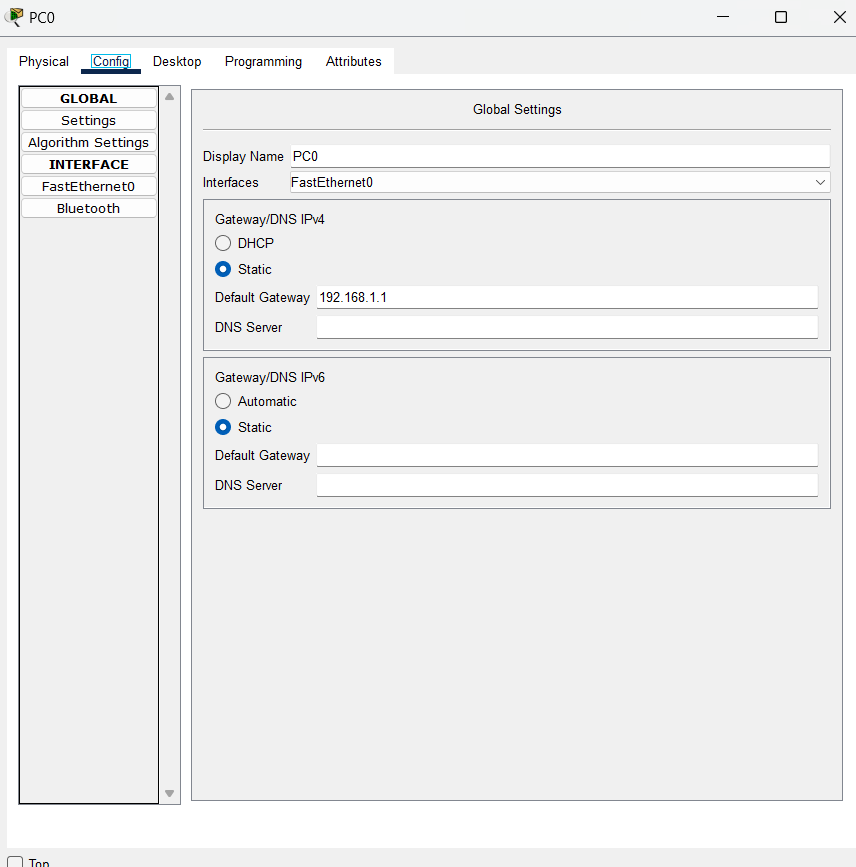 PC0
Physical Config Desktop Programming Attributes
GLOBAL
Settings
Algorithm Settings
INTERFACE
FastEthernet0
Bluetooth
Global Settings
Display Name PC0
Interfaces FastEthernet0
Gateway/DNS IPv4
DHCP
Static
Default Gateway 192.168.1.1
DNS Server
Gateway/DNS IPv6
Automatic
Static
Default Gateway
DNS Server
Top